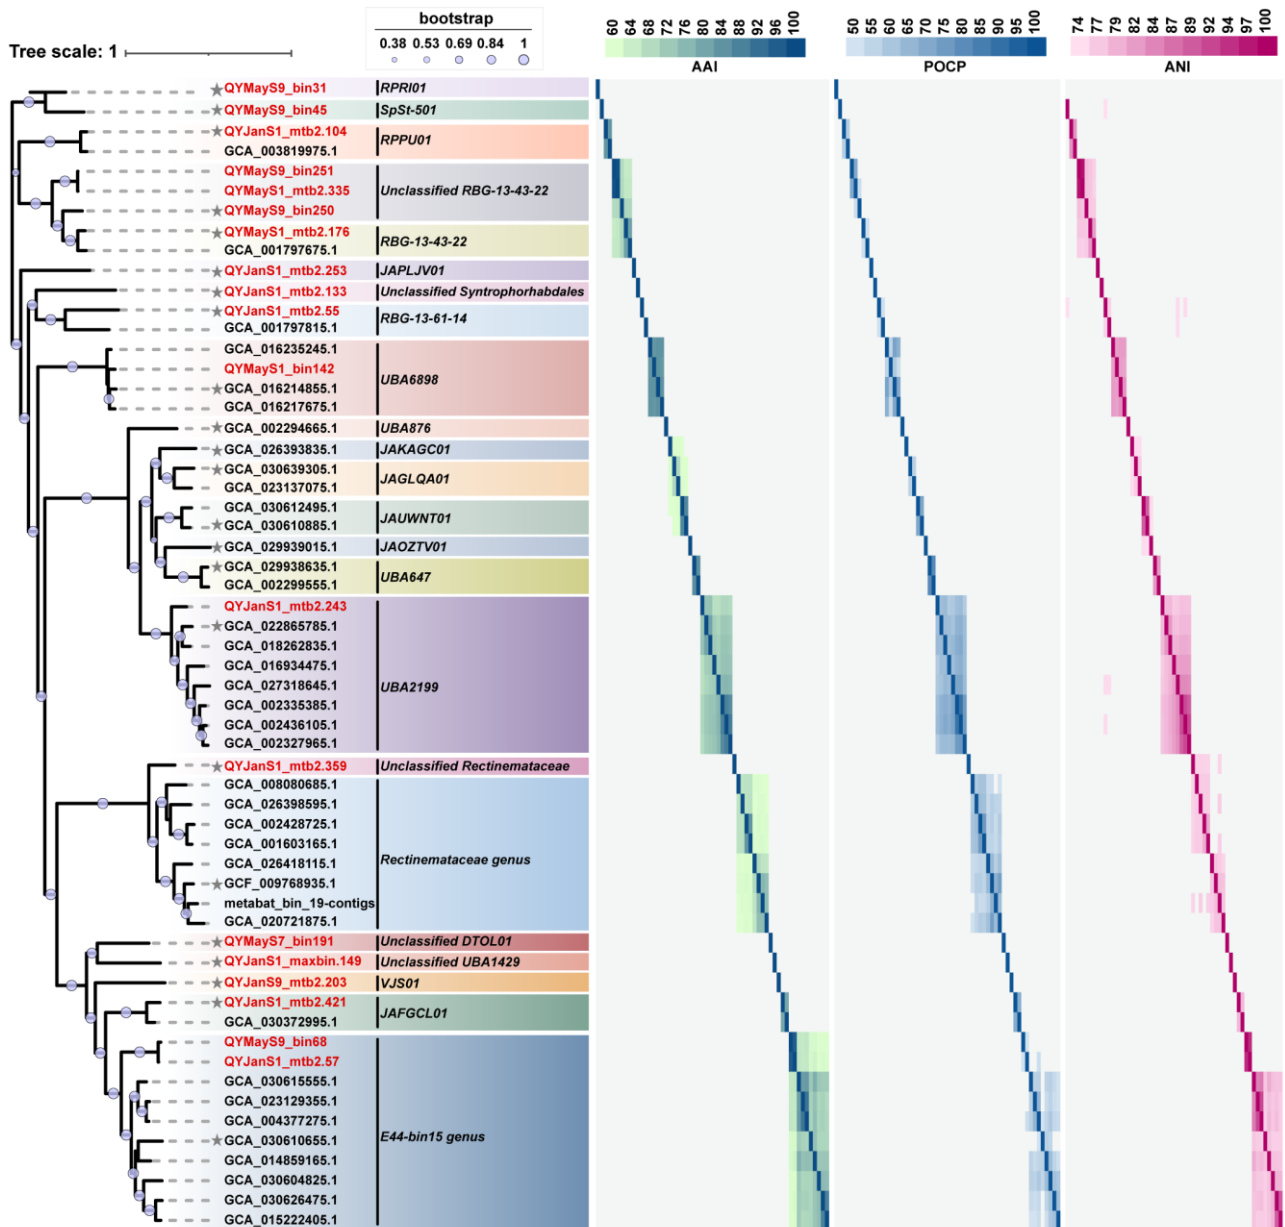 Tree scale: 1
bootstrap
0.38 0.53 0.69 0.84 1
60 64 68 72 76 80 84 88 92 96 100
AAI
50 55 60 65 70 75 80 85 90 95 100
POCP
74 77 79 82 84 87 89 92 94 97 100
ANI
QYMayS9_bin31 RPRI01
QYMayS9_bin45 SpSt-501
QYJanS1_mtb2.104
RPPU01
GCA_003819975.1
QYMayS9_bin251
QYMayS1_mtb2.335 Unclassified RBG-13-43-22
QYMayS9_bin250
QYMayS1_mtb2.176
RBG-13-43-22
GCA_001797675.1
QYJanS1_mtb2.253 JAPLJV01
QYJanS1_mtb2.133 Unclassified Syntrophorhabdales
QYJanS1_mtb2.55
RBG-13-61-14
GCA_001797815.1
GCA_016235245.1
QYMayS1_bin142
UBA6898
GCA_016214855.1
GCA_016217675.1
GCA_002294665.1 UBA876
GCA_026393835.1 JAKAGC01
GCA_030639305.1
JAGLQA01
GCA_023137075.1
GCA_030612495.1
JAUWNT01
GCA_030610885.1
GCA_029939015.1 JAOZTV01
GCA_029938635.1
UBA647
GCA_002299555.1
QYJanS1_mtb2.243
GCA_022865785.1
GCA_018262835.1
GCA_016934475.1
UBA2199
GCA_027318645.1
GCA_002335385.1
GCA_002436105.1
GCA_002327965.1
QYJanS1_mtb2.359 Unclassified Rectinemataceae
GCA_008080685.1
GCA_026398595.1
GCA_002428725.1
GCA_001603165.1
Rectinemataceae genus
GCA_026418115.1
GCF_009768935.1
metabat_bin_19-contigs
GCA_020721875.1
QYMayS7_bin191 Unclassified DTOL01
QYJanS1_maxbin.149 Unclassified UBA1429
QYJanS9_mtb2.203 VJS01
QYJanS1_mtb2.421
JAFGCL01
GCA_030372995.1
QYMayS9_bin68
QYJanS1_mtb2.57
GCA_030615555.1
GCA_023129355.1
GCA_004377275.1
E44-bin15 genus
GCA_030610655.1
GCA_014859165.1
GCA_030604825.1
GCA_030626475.1
GCA_015222405.1